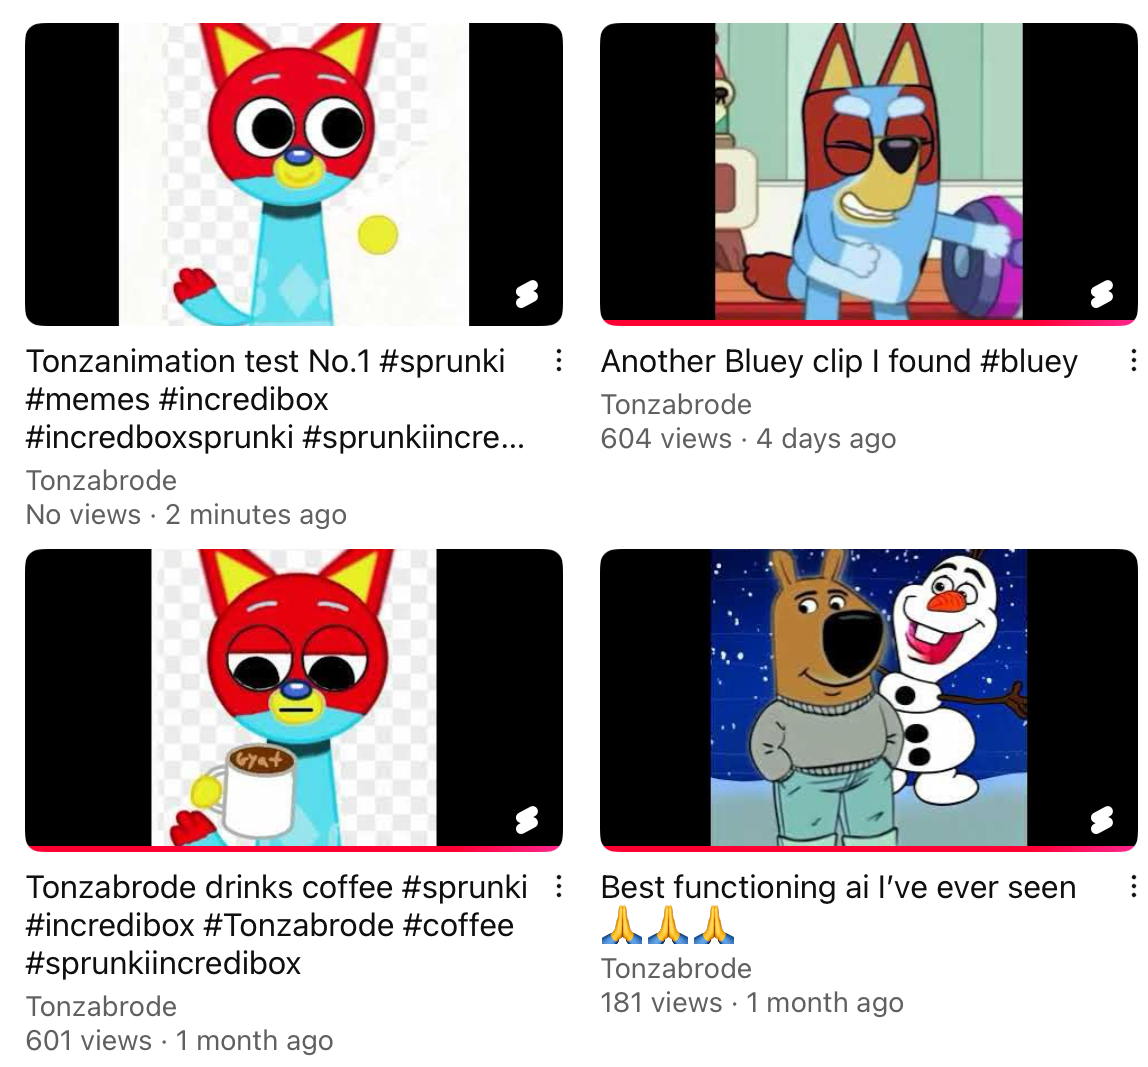 Tonzanimation test No.1 #sprunki
#memes #incredibox
#incredboxsprunki #sprunkiincre...
Tonzabrode
No views · 2 minutes ago
Another Bluey clip I found #bluey
Tonzabrode
604 views · 4 days ago
Gyat
Tonzabrode drinks coffee #sprunki
#incredibox #Tonzabrode #coffee
#sprunkiincredibox
Tonzabrode
601 views · 1 month ago
Best functioning ai I’ve ever seen
🙏🙏🙏
Tonzabrode
181 views · 1 month ago